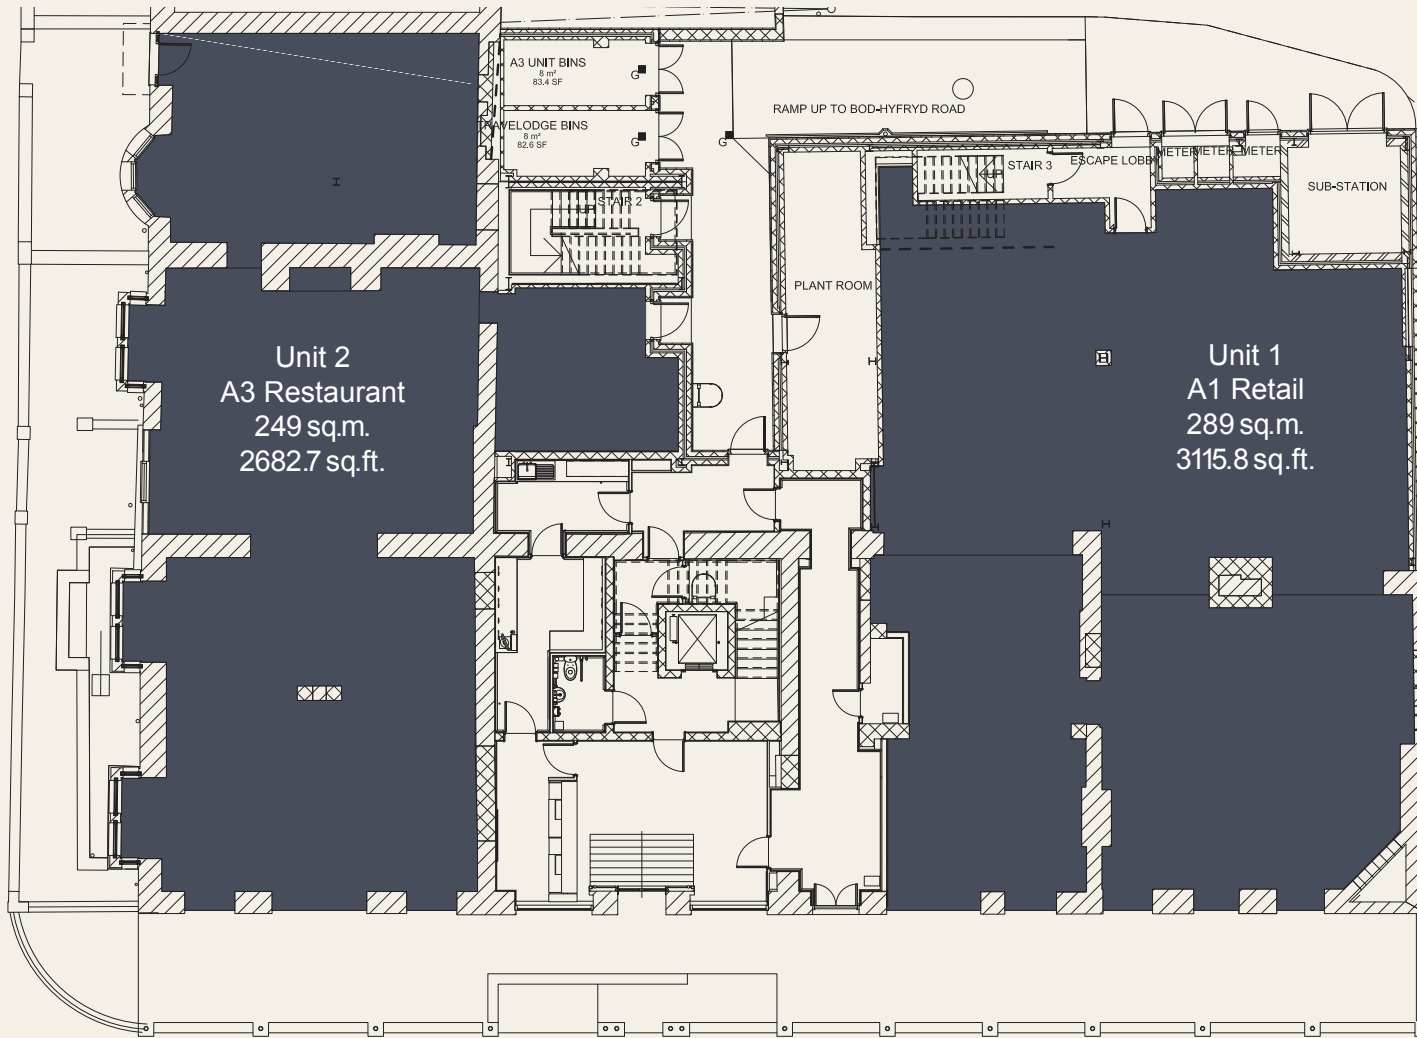 A3 UNIT BINS
8 m²
83.4 SF
G
TRAVELODGE BINS
8 m²
82.6 SF
G
G
RAMP UP TO BOD-HYFRYD ROAD
STAIR 2
UP
STAIR 3
UP
ESCAPE LOBBY
METER
METER
METER
SUB-STATION
PLANT ROOM
Unit 2
A3 Restaurant
249 sq.m.
2682.7 sq.ft.
Unit 1
A1 Retail
289 sq.m.
3115.8 sq.ft.